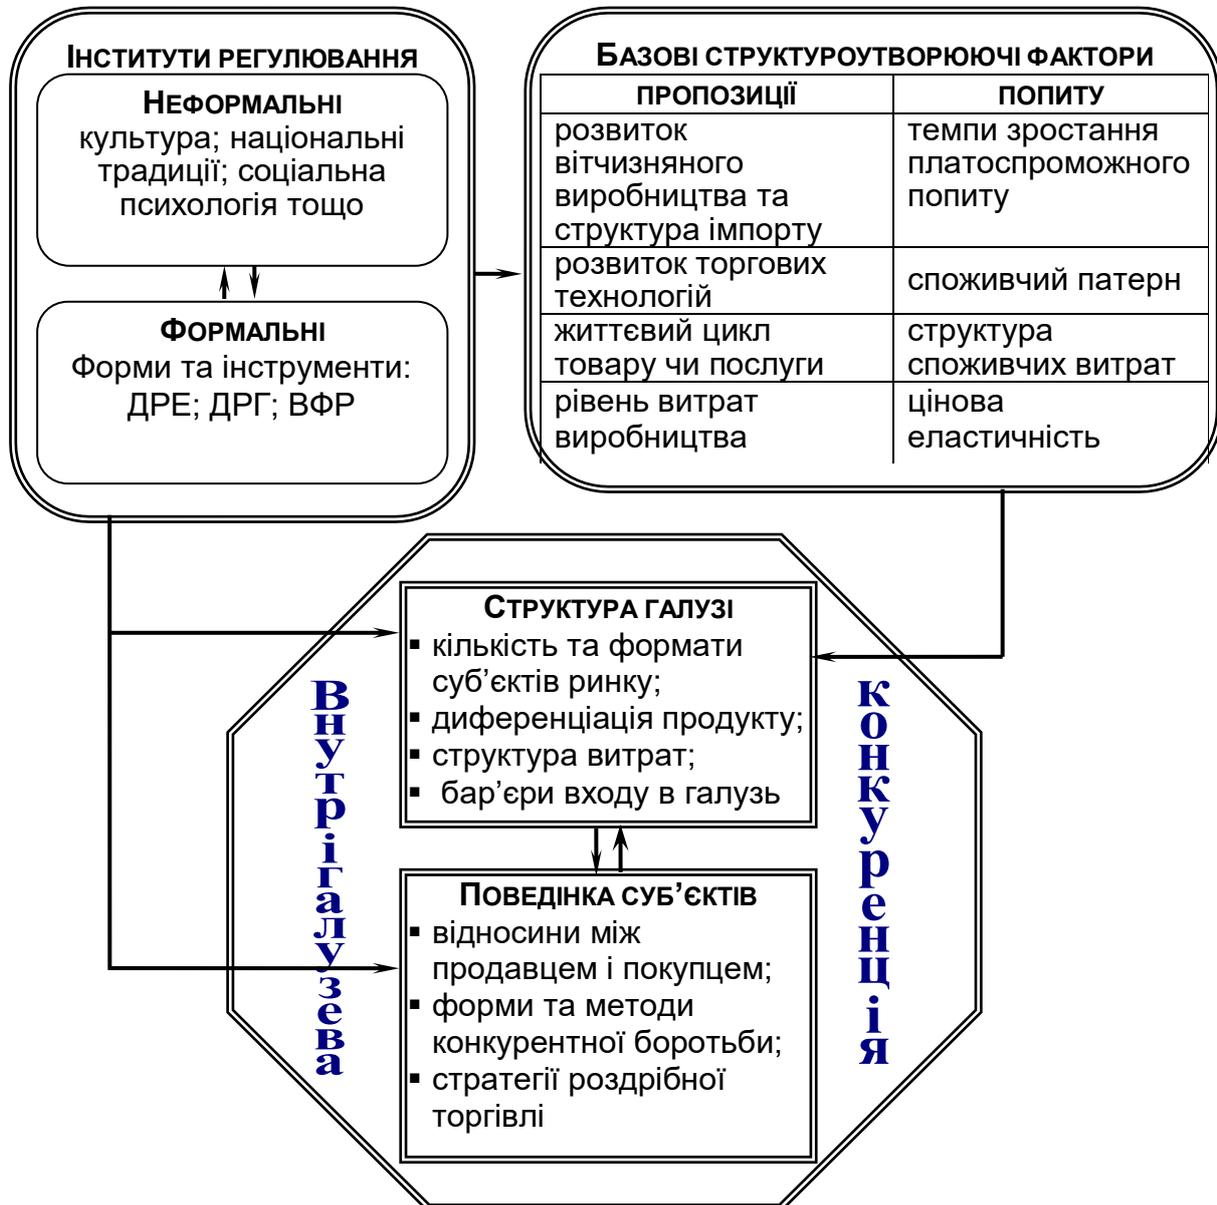 ІНСТИТУТИ РЕГУЛЮВАННЯ
НЕФОРМАЛЬНІ
культура; національні
традиції; соціальна
психологія тощо
ФОРМАЛЬНІ
Форми та інструменти:
ДРЕ; ДРГ; ВФР
БАЗОВІ СТРУКТУРОУТВОРЮЮЧІ ФАКТОРИ
ПРОПОЗИЦІЇ ПОПИТУ
розвиток
вітчизняного
виробництва та
структура імпорту
темпи зростання
платоспроможного
попиту
розвиток торгових
технологій
споживчий патерн
життєвий цикл
товару чи послуги
структура
споживчих витрат
рівень витрат
виробництва
цінова
еластичність
Внутрігалузева
СТРУКТУРА ГАЛУЗІ
▪ кількість та формати
суб’єктів ринку;
▪ диференціація продукту;
▪ структура витрат;
▪ бар’єри входу в галузь
ПОВЕДІНКА СУБ’ЄКТІВ
▪ відносини між
продавцем і покупцем;
▪ форми та методи
конкурентної боротьби;
▪ стратегії роздрібної
торгівлі
конкуренція